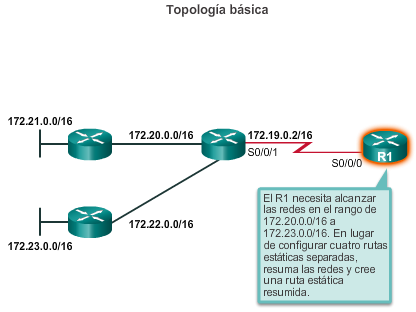 Topología básica
172.21.0.0/16
172.20.0.0/16
172.19.0.2/16
S0/0/1
S0/0/0
R1
172.22.0.0/16
172.23.0.0/16
El R1 necesita alcanzar
las redes en el rango de
172.20.0.0/16 a
172.23.0.0/16. En lugar
de configurar cuatro rutas
estáticas separadas,
resuma las redes y cree
una ruta estática
resumida.